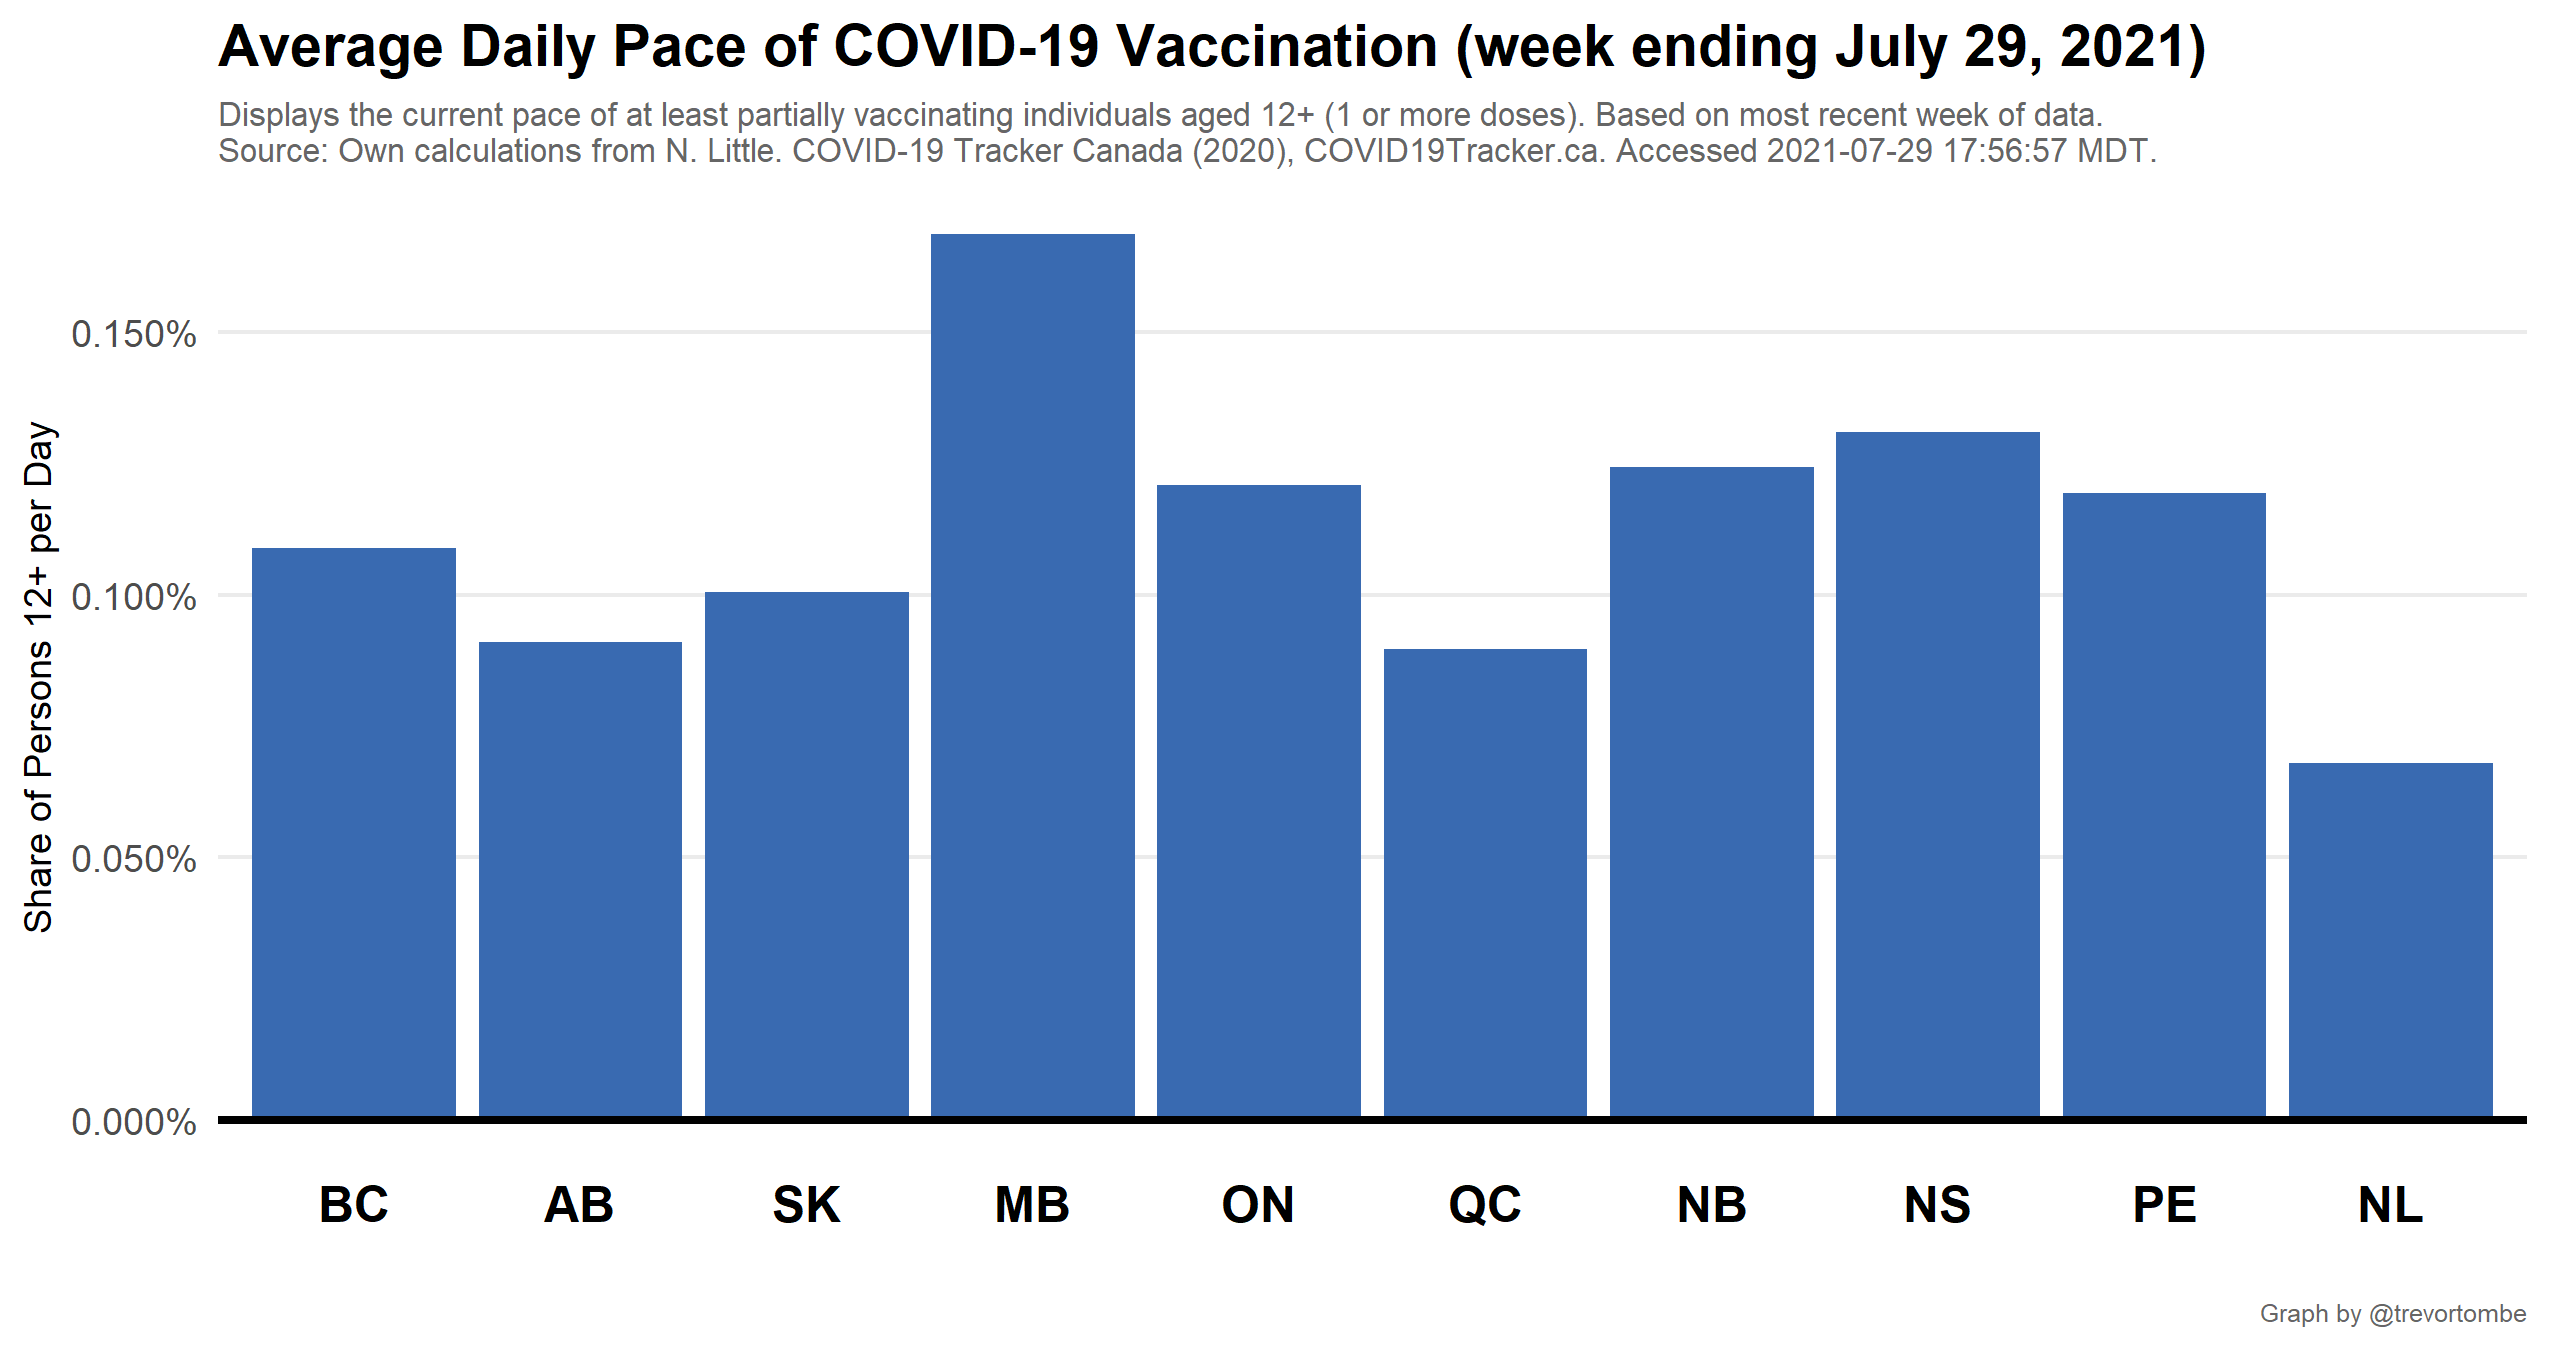 Average Daily Pace of COVID-19 Vaccination (week ending July 29, 2021)
Displays the current pace of at least partially vaccinating individuals aged 12+ (1 or more doses). Based on most recent week of data.
Source: Own calculations from N. Little. COVID-19 Tracker Canada (2020), COVID19Tracker.ca. Accessed 2021-07-29 17:56:57 MDT.
Share of Persons 12+ per Day
0.150%
0.100%
0.050%
0.000%
BC AB SK MB ON QC NB NS PE NL
Graph by @trevortombe